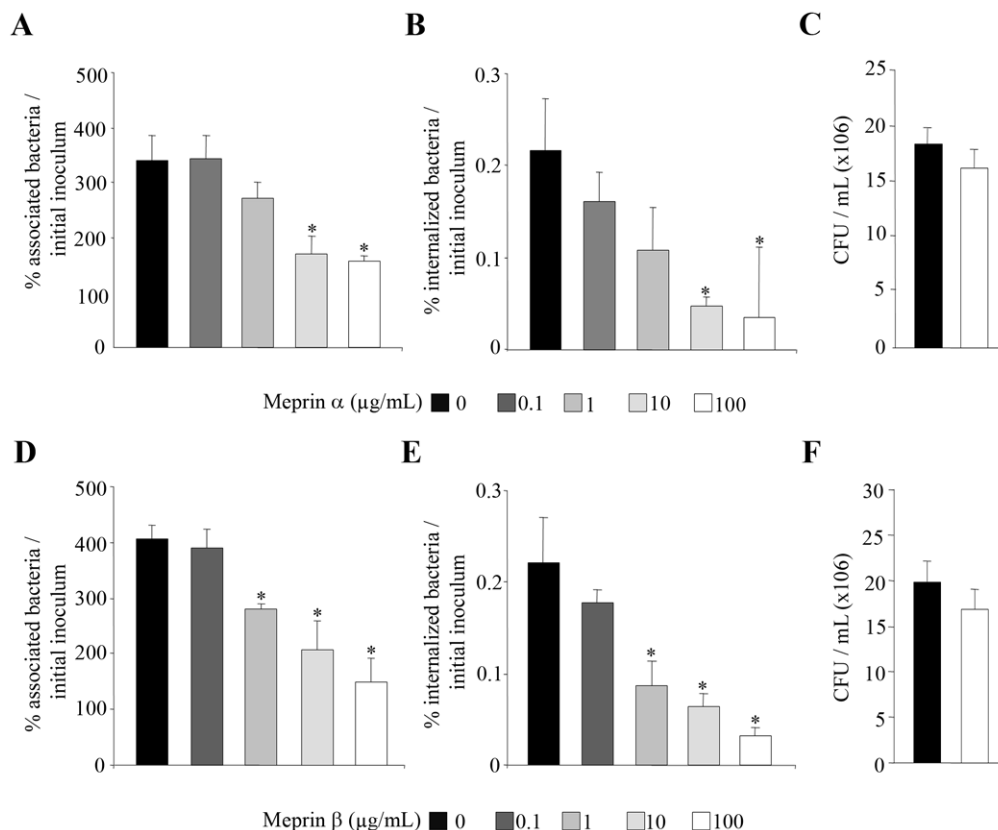 A
% associated bacteria /
initial inoculum
500
400
300
200
100
0
*
*
B
% internalized bacteria /
initial inoculum
0.3
0.2
0.1
0
*
*
C
CFU / mL (x106)
25
20
15
10
5
0
Meprin α (µg/mL) 0 0.1 1 10 100
D
% associated bacteria /
initial inoculum
500
400
300
200
100
0
*
*
*
E
% internalized bacteria /
initial inoculum
0.3
0.2
0.1
0
*
*
*
F
CFU / mL (x106)
30
25
20
15
10
5
0
Meprin β (µg/mL) 0 0.1 1 10 100